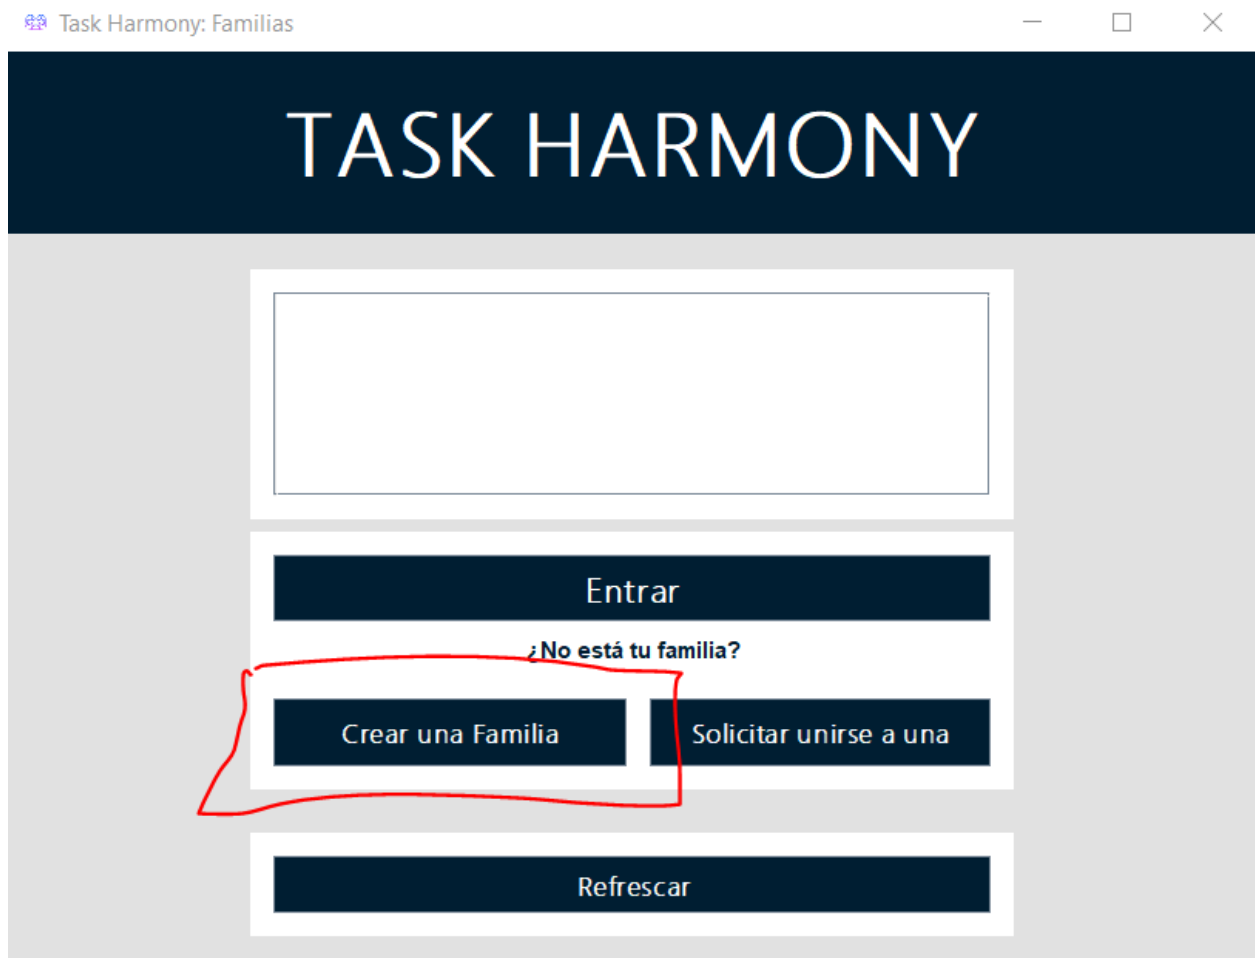 Task Harmony: Familias
TASK HARMONY
Entrar
¿No está tu familia?
Crear una Familia
Solicitar unirse a una
Refrescar